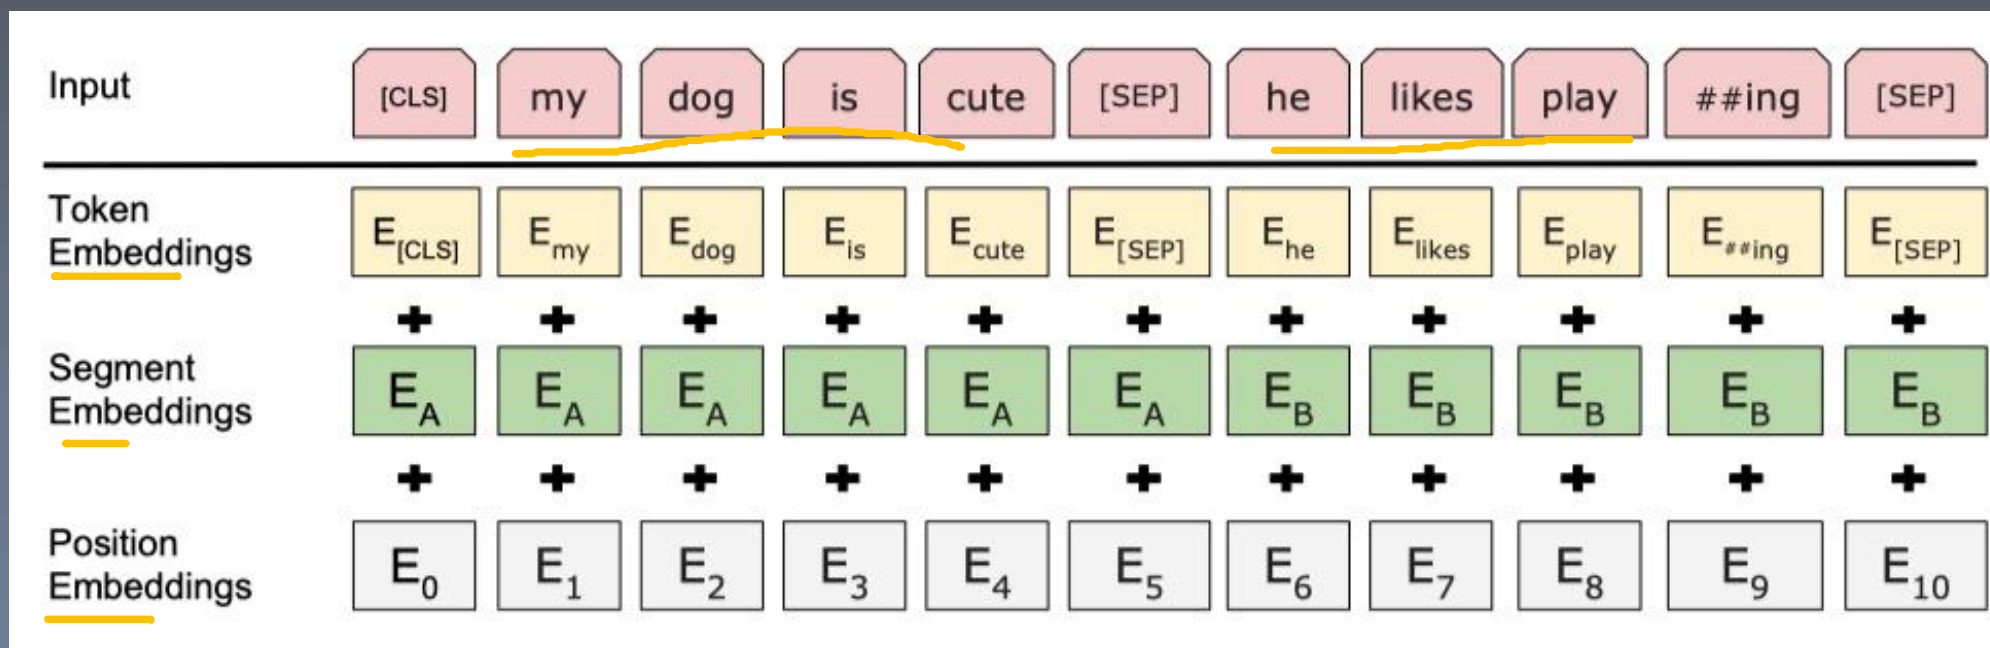 Input [CLS] my dog is cute [SEP] he likes play ##ing [SEP]
Token
Embeddings E[CLS] Emy Edog Eis Ecute E[SEP] Ehe Elikes Eplay E##ing E[SEP]
+ + + + + + + + + + +
Segment
Embeddings EA EA EA EA EA EA EB EB EB EB EB
+ + + + + + + + + + +
Position
Embeddings E0 E1 E2 E3 E4 E5 E6 E7 E8 E9 E10